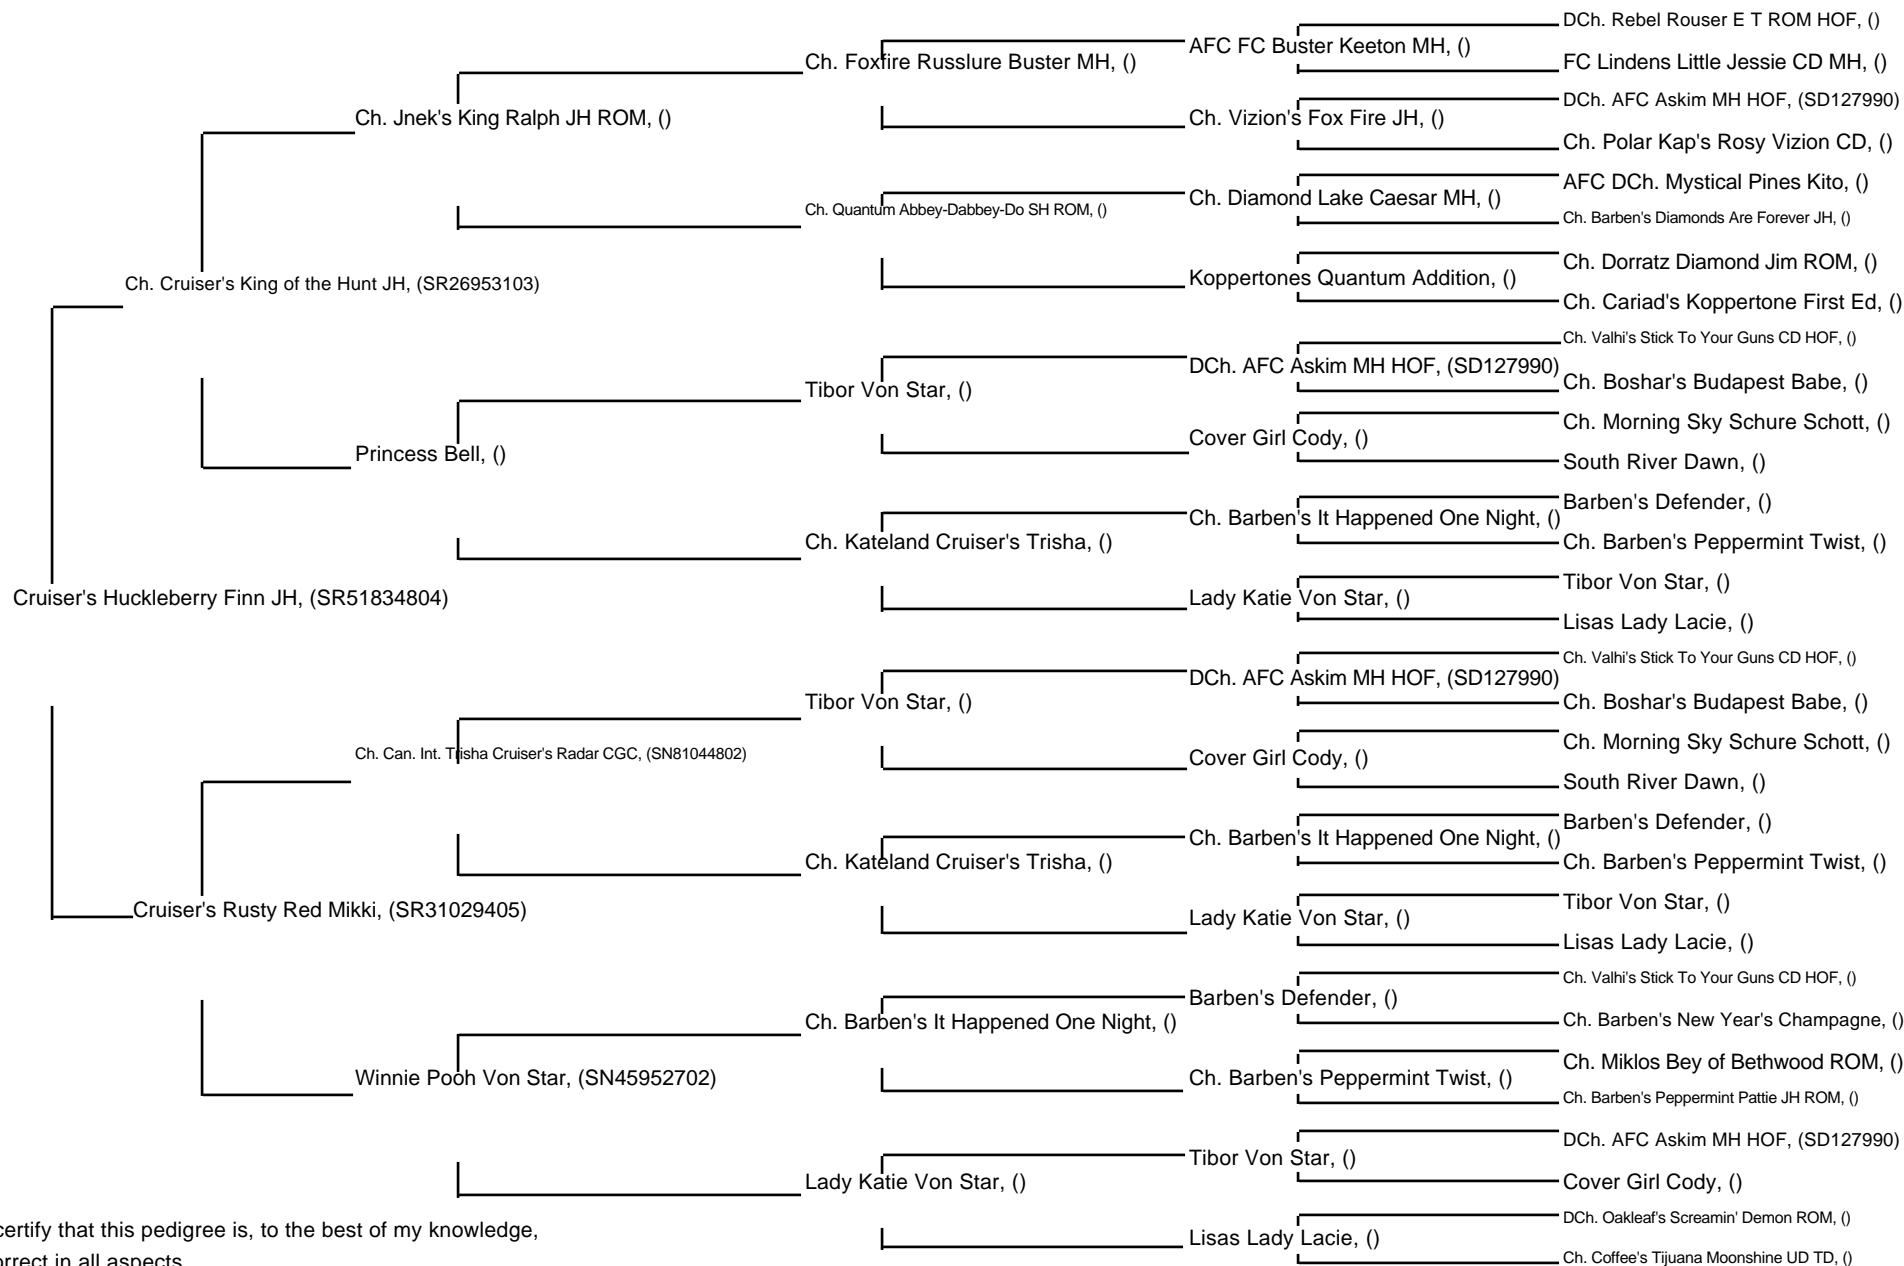 DCh. Rebel Rouser E T ROM HOF, ()
AFC FC Buster Keeton MH, ()
Ch. Foxfire Russlure Buster MH, ()
FC Lindens Little Jessie CD MH, ()
DCh. AFC Askim MH HOF, (SD127990)
Ch. Jnek's King Ralph JH ROM, ()
Ch. Vizion's Fox Fire JH, ()
Ch. Polar Kap's Rosy Vizion CD, ()
AFC DCh. Mystical Pines Kito, ()
Ch. Quantum Abbey-Dabbey-Do SH ROM, ()
Ch. Diamond Lake Caesar MH, ()
Ch. Barben's Diamonds Are Forever JH, ()
Ch. Dorratz Diamond Jim ROM, ()
Ch. Cruiser's King of the Hunt JH, (SR26953103)
Koppertones Quantum Addition, ()
Ch. Cariad's Koppertone First Ed, ()
Ch. Valhi's Stick To Your Guns CD HOF, ()
DCh. AFC Askim MH HOF, (SD127990)
Tibor Von Star, ()
Ch. Boshar's Budapest Babe, ()
Ch. Morning Sky Schure Schott, ()
Princess Bell, ()
Cover Girl Cody, ()
South River Dawn, ()
Barben's Defender, ()
Ch. Barben's It Happened One Night, ()
Ch. Kateland Cruiser's Trisha, ()
Ch. Barben's Peppermint Twist, ()
Tibor Von Star, ()
Cruiser's Huckleberry Finn JH, (SR51834804)
Lady Katie Von Star, ()
Lisas Lady Lacie, ()
Ch. Valhi's Stick To Your Guns CD HOF, ()
DCh. AFC Askim MH HOF, (SD127990)
Tibor Von Star, ()
Ch. Boshar's Budapest Babe, ()
Ch. Morning Sky Schure Schott, ()
Ch. Can. Int. Trisha Cruiser's Radar CGC, (SN81044802)
Cover Girl Cody, ()
South River Dawn, ()
Barben's Defender, ()
Ch. Barben's It Happened One Night, ()
Ch. Kateland Cruiser's Trisha, ()
Ch. Barben's Peppermint Twist, ()
Tibor Von Star, ()
Cruiser's Rusty Red Mikki, (SR31029405)
Lady Katie Von Star, ()
Lisas Lady Lacie, ()
Ch. Valhi's Stick To Your Guns CD HOF, ()
Barben's Defender, ()
Ch. Barben's It Happened One Night, ()
Ch. Barben's New Year's Champagne, ()
Ch. Miklos Bey of Bethwood ROM, ()
Winnie Pooh Von Star, (SN45952702)
Ch. Barben's Peppermint Twist, ()
Ch. Barben's Peppermint Pattie JH ROM, ()
DCh. AFC Askim MH HOF, (SD127990)
Tibor Von Star, ()
Lady Katie Von Star, ()
Cover Girl Cody, ()
DCh. Oakleaf's Screamin' Demon ROM, ()
certify that this pedigree is, to the best of my knowledge,
Lisas Lady Lacie, ()
Ch. Coffee's Tijuana Moonshine UD TD, ()
orrect in all aspects